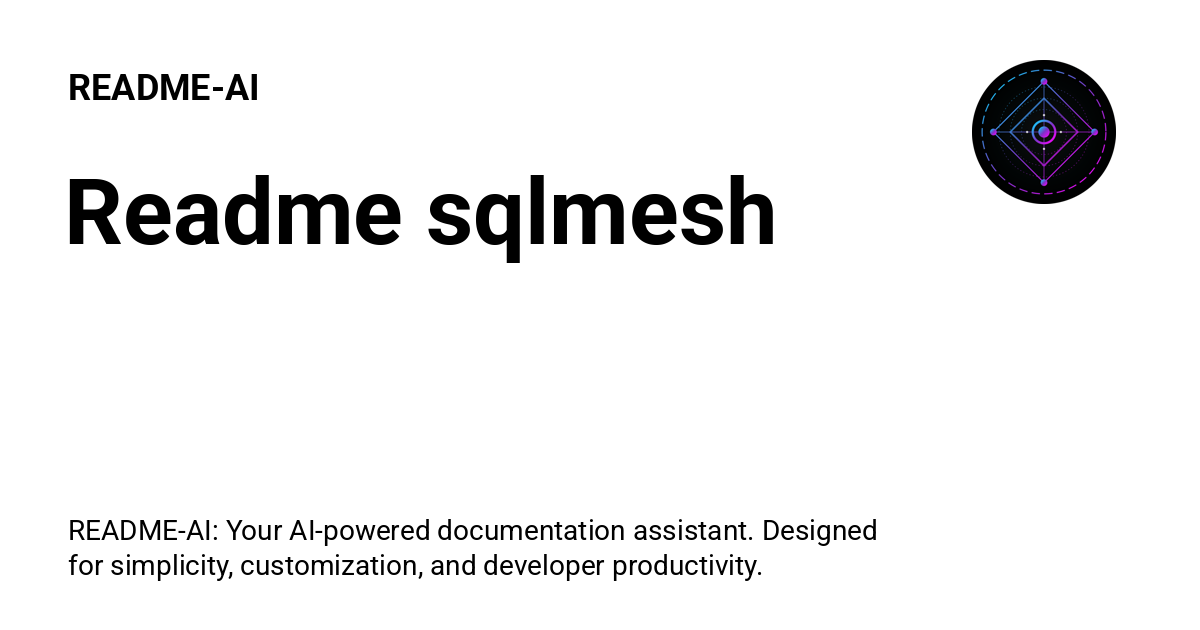 README-AI
Readme sqlmesh
README-AI: Your AI-powered documentation assistant. Designed
for simplicity, customization, and developer productivity.